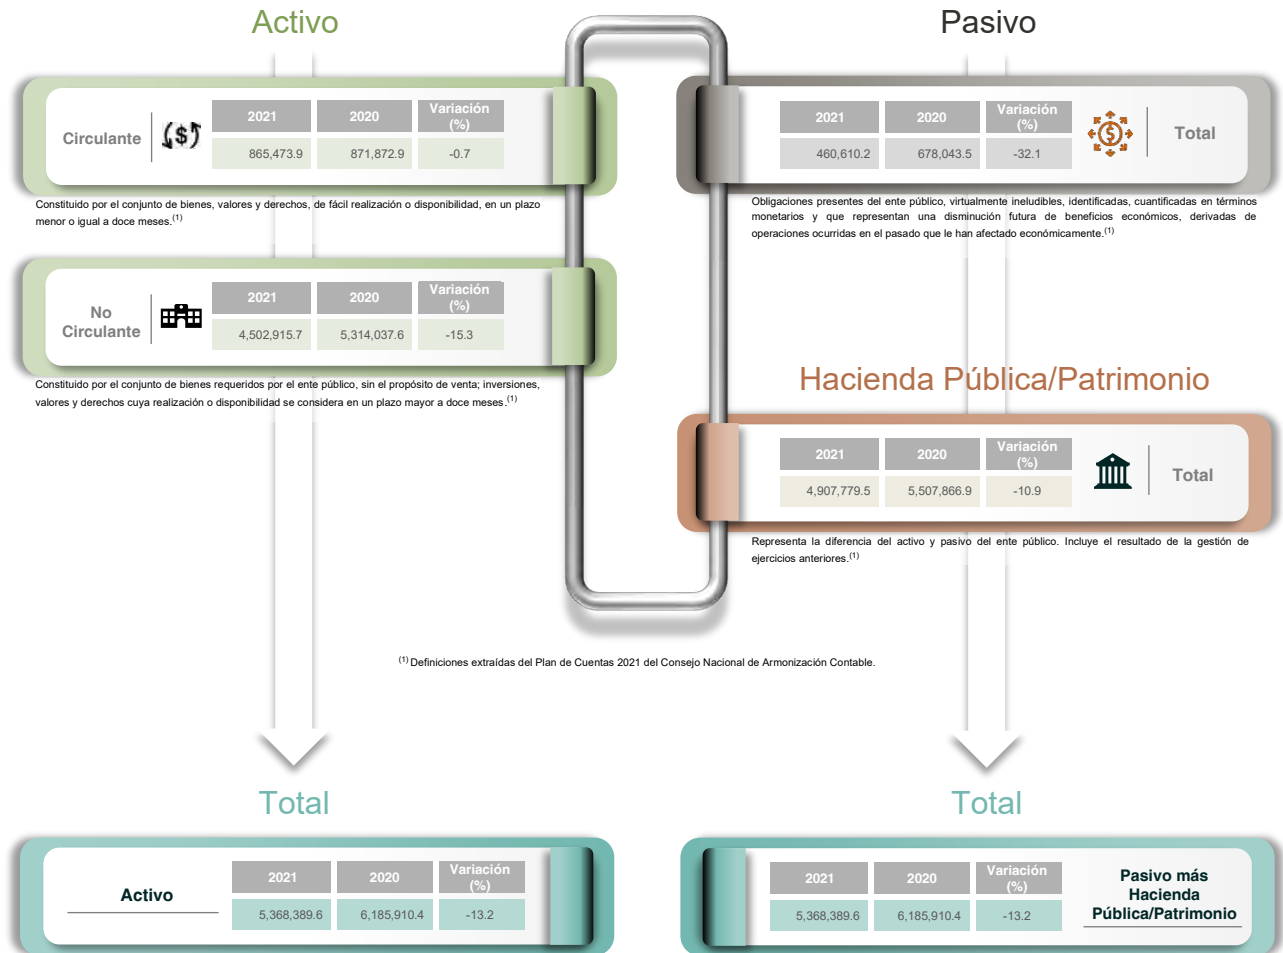 Activo
Circulante
2021 2020 Variación (%)
865,473.9 871,872.9 -0.7
Constituido por el conjunto de bienes, valores y derechos, de fácil realización o disponibilidad, en un plazo
menor o igual a doce meses.(1)
No
Circulante
2021 2020 Variación (%)
4,502,915.7 5,314,037.6 -15.3
Constituido por el conjunto de bienes requeridos por el ente público, sin el propósito de venta; inversiones,
valores y derechos cuya realización o disponibilidad se considera en un plazo mayor a doce meses.(1)
Pasivo
2021 2020 Variación (%)
460,610.2 678,043.5 -32.1
Total
Obligaciones presentes del ente público, virtualmente ineludibles, identificadas, cuantificadas en términos
monetarios y que representan una disminución futura de beneficios económicos, derivadas de
operaciones ocurridas en el pasado que le han afectado económicamente.(1)
Hacienda Pública/Patrimonio
2021 2020 Variación (%)
4,907,779.5 5,507,866.9 -10.9
Total
Representa la diferencia del activo y pasivo del ente público. Incluye el resultado de la gestión de
ejercicios anteriores.(1)
(1) Definiciones extraídas del Plan de Cuentas 2021 del Consejo Nacional de Armonización Contable.
Total
Activo
2021 2020 Variación (%)
5,368,389.6 6,185,910.4 -13.2
Total
2021 2020 Variación (%)
5,368,389.6 6,185,910.4 -13.2
Pasivo más
Hacienda
Pública/Patrimonio